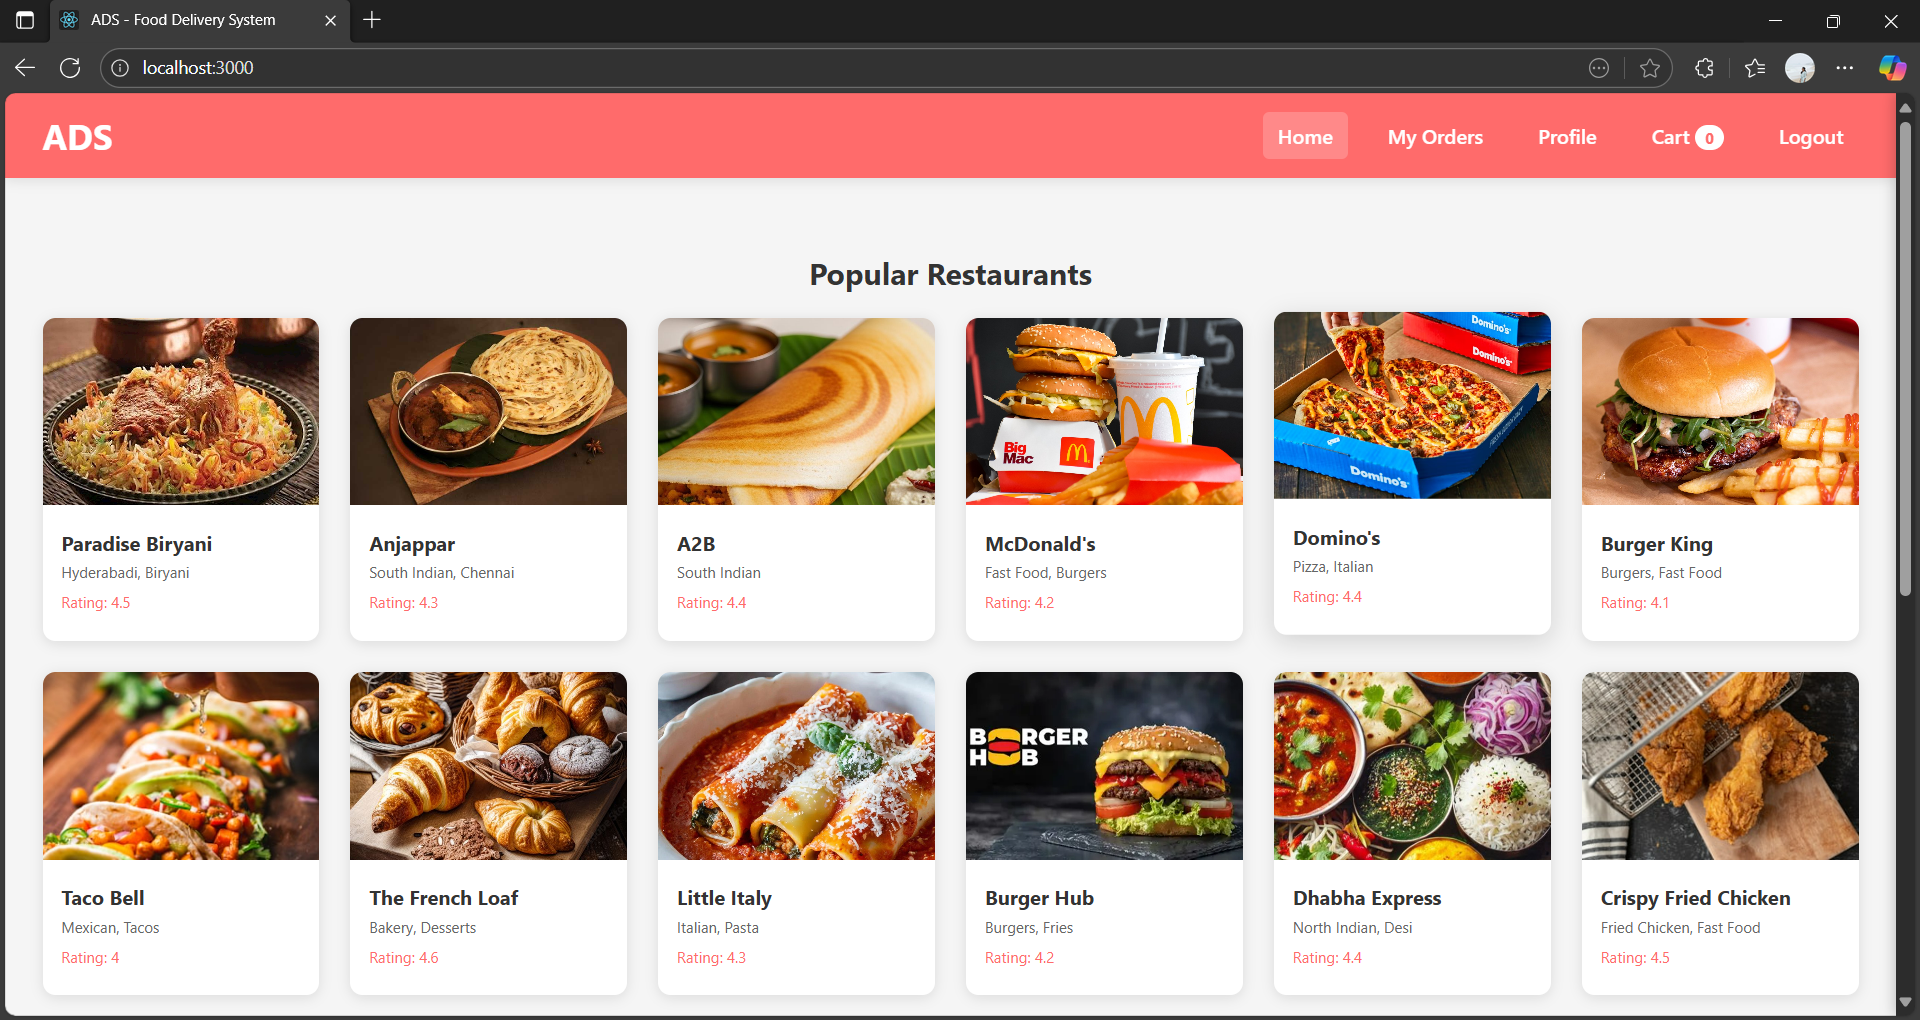 ADS - Food Delivery System
localhost:3000
ADS
Home
My Orders
Profile
Cart 0
Logout
Popular Restaurants
Big
Mac
Domino's
Domino's
Domino's
Paradise Biryani
Hyderabadi, Biryani
Rating: 4.5
Anjappar
South Indian, Chennai
Rating: 4.3
A2B
South Indian
Rating: 4.4
McDonald's
Fast Food, Burgers
Rating: 4.2
Domino's
Pizza, Italian
Rating: 4.4
Burger King
Burgers, Fast Food
Rating: 4.1
BURGER
HUB
Taco Bell
Mexican, Tacos
Rating: 4
The French Loaf
Bakery, Desserts
Rating: 4.6
Little Italy
Italian, Pasta
Rating: 4.3
Burger Hub
Burgers, Fries
Rating: 4.2
Dhabha Express
North Indian, Desi
Rating: 4.4
Crispy Fried Chicken
Fried Chicken, Fast Food
Rating: 4.5